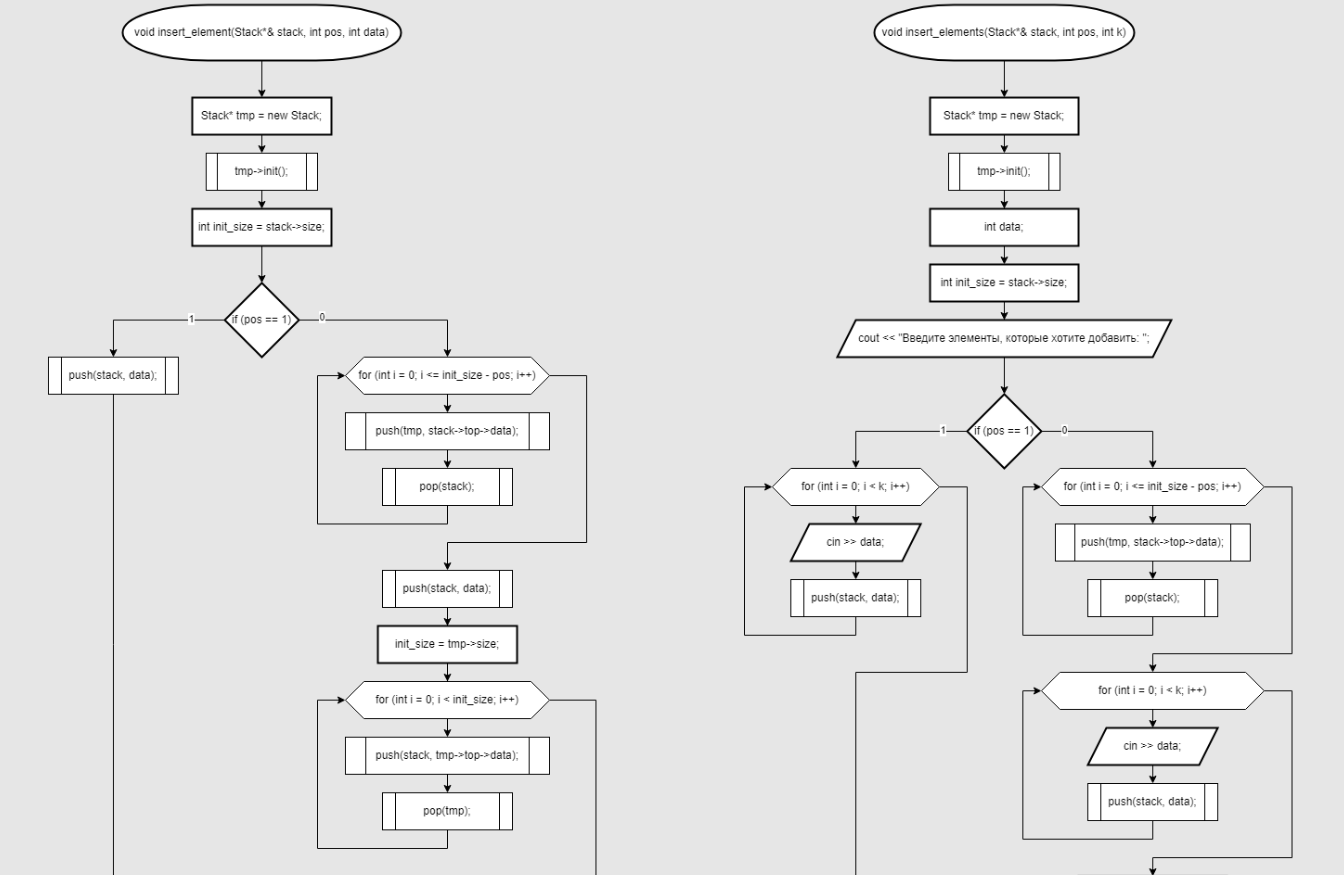 void insert_element(Stack*& stack, int pos, int data)
Stack* tmp = new Stack;
tmp->init();
int init_size = stack->size;
if (pos == 1)
1
0
push(stack, data);
for (int i = 0; i <= init_size - pos; i++)
push(tmp, stack->top->data);
pop(stack);
push(stack, data);
init_size = tmp->size;
for (int i = 0; i < init_size; i++)
push(stack, tmp->top->data);
pop(tmp);
void insert_elements(Stack*& stack, int pos, int k)
Stack* tmp = new Stack;
tmp->init();
int data;
int init_size = stack->size;
cout << "Введите элементы, которые хотите добавить: ";
if (pos == 1)
1
0
for (int i = 0; i < k; i++)
cin >> data;
push(stack, data);
for (int i = 0; i <= init_size - pos; i++)
push(tmp, stack->top->data);
pop(stack);
for (int i = 0; i < k; i++)
cin >> data;
push(stack, data);